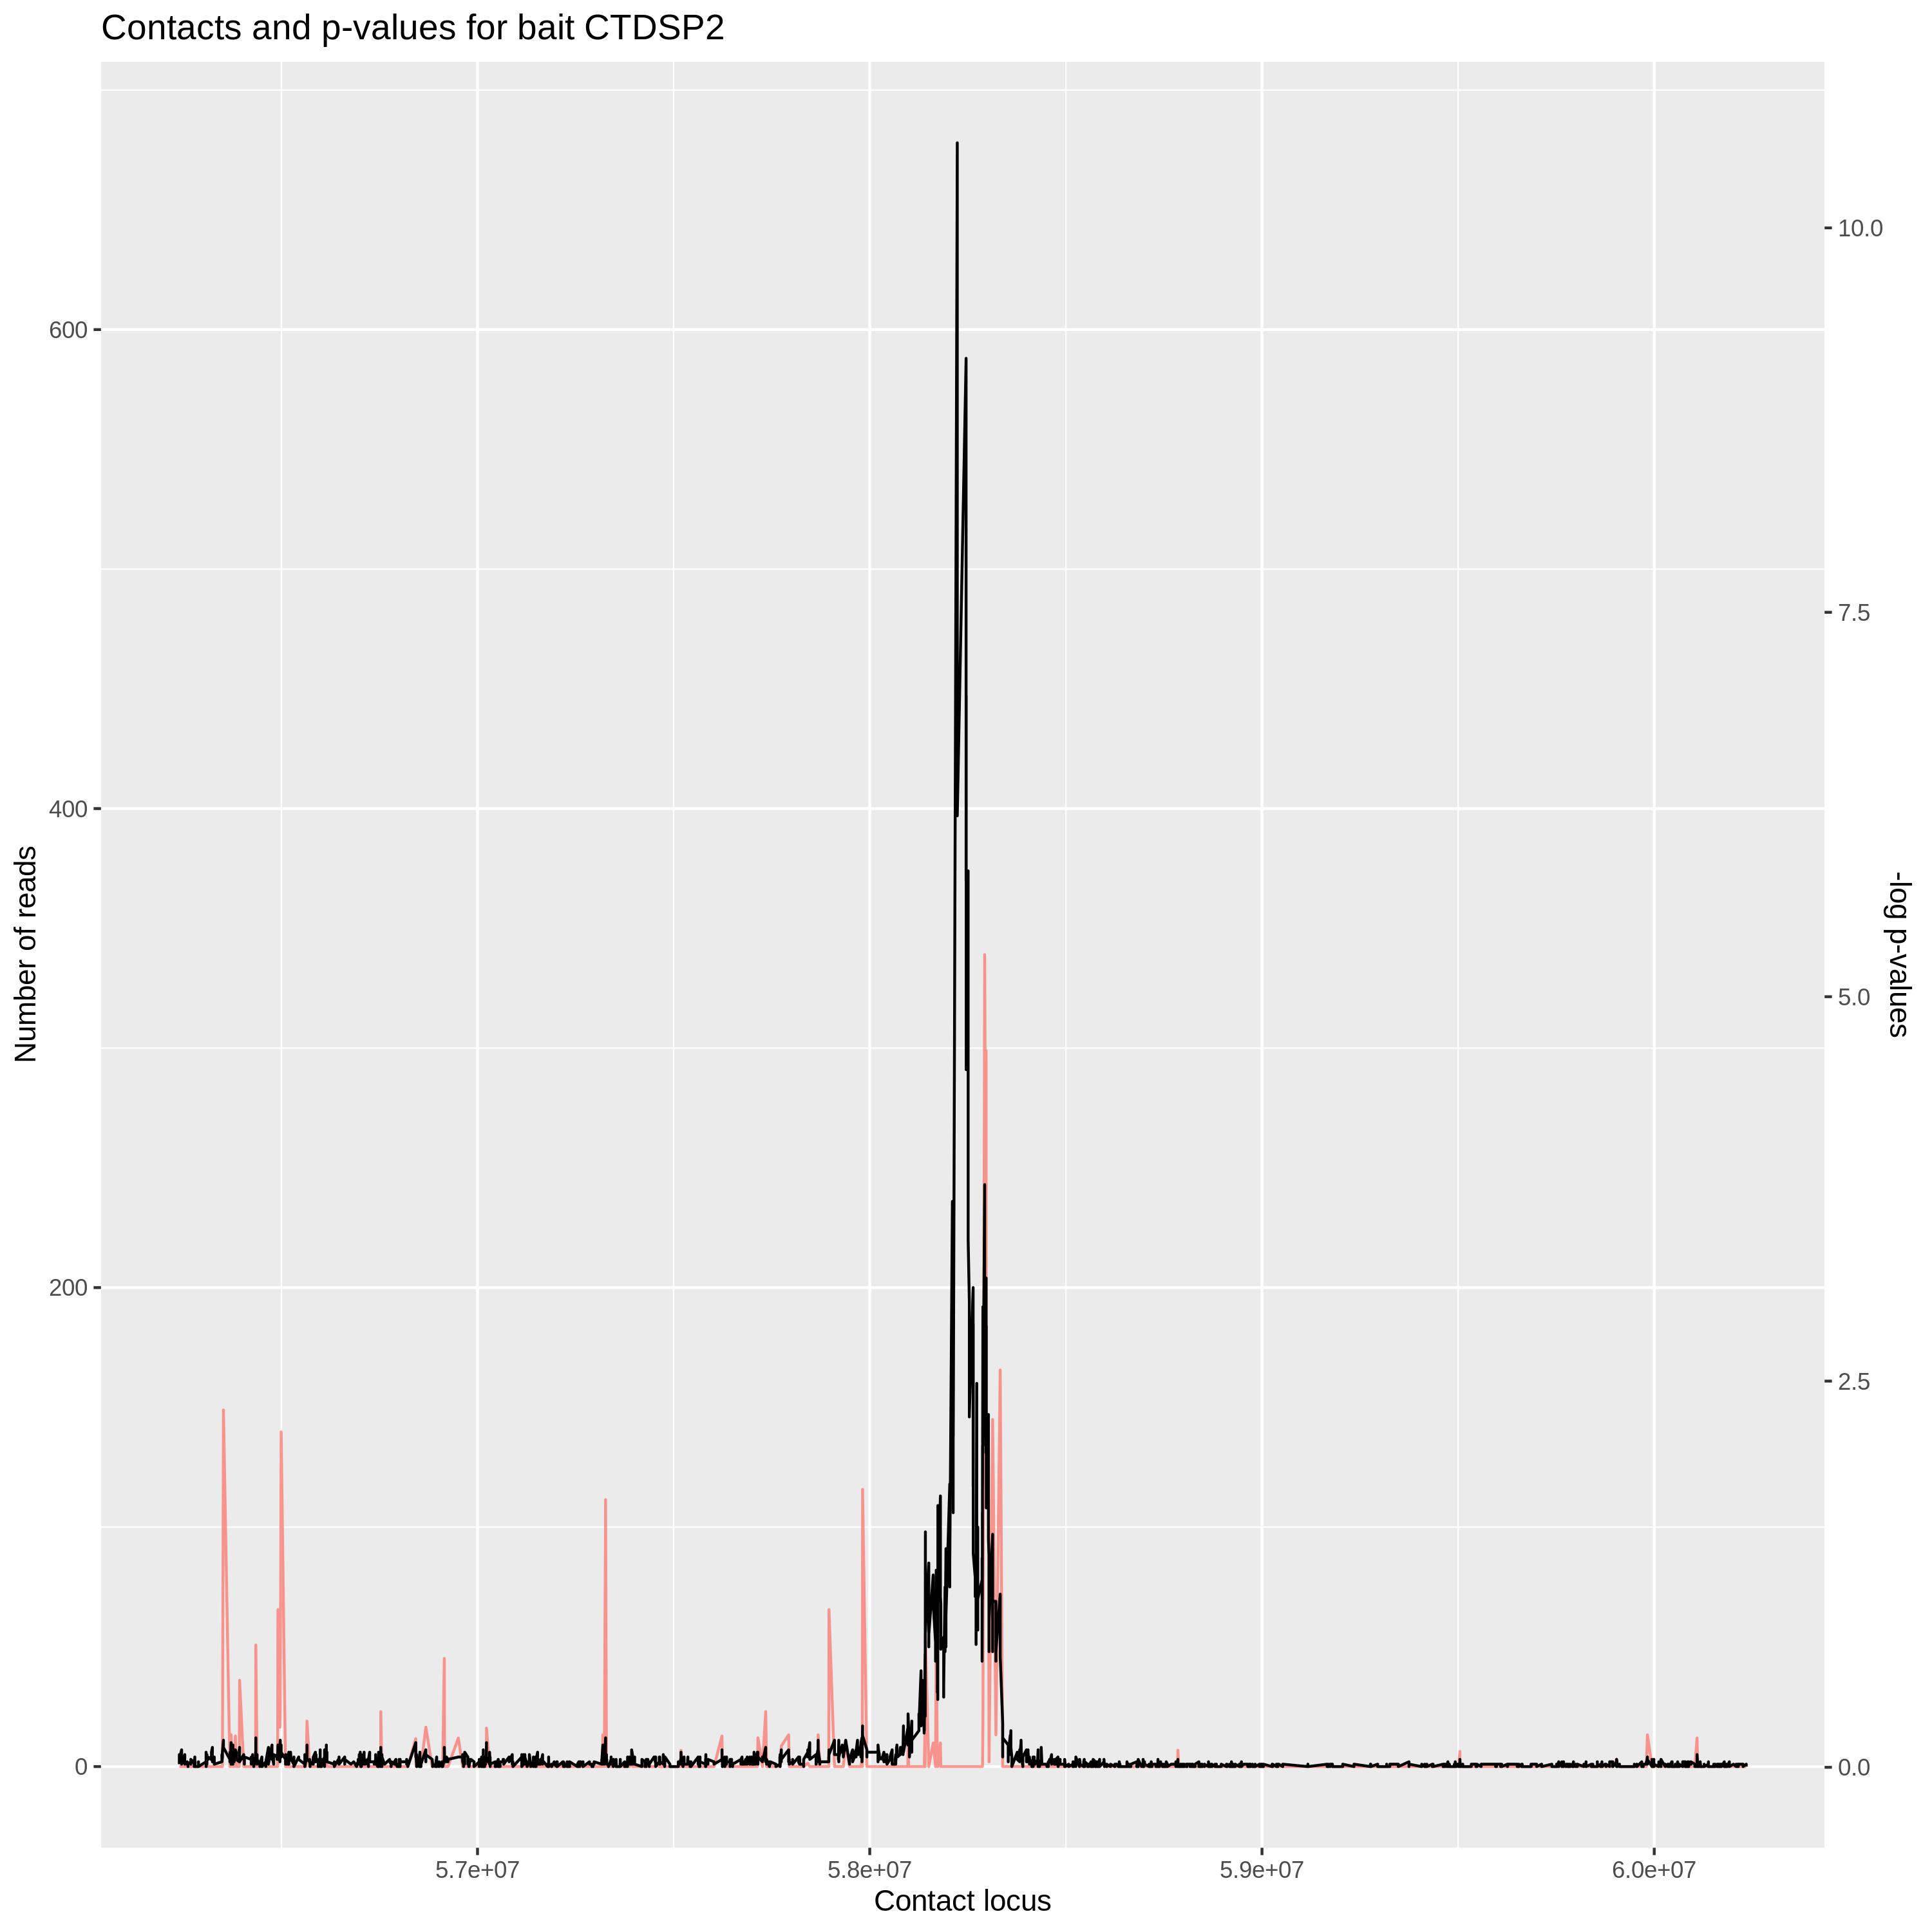 Contacts and p-values for bait CTDSP2
Number of reads
600
400
200
0
10.0
7.5
5.0
2.5
0.0
-log p-values
5.7e+07
5.8e+07
5.9e+07
6.0e+07
Contact locus